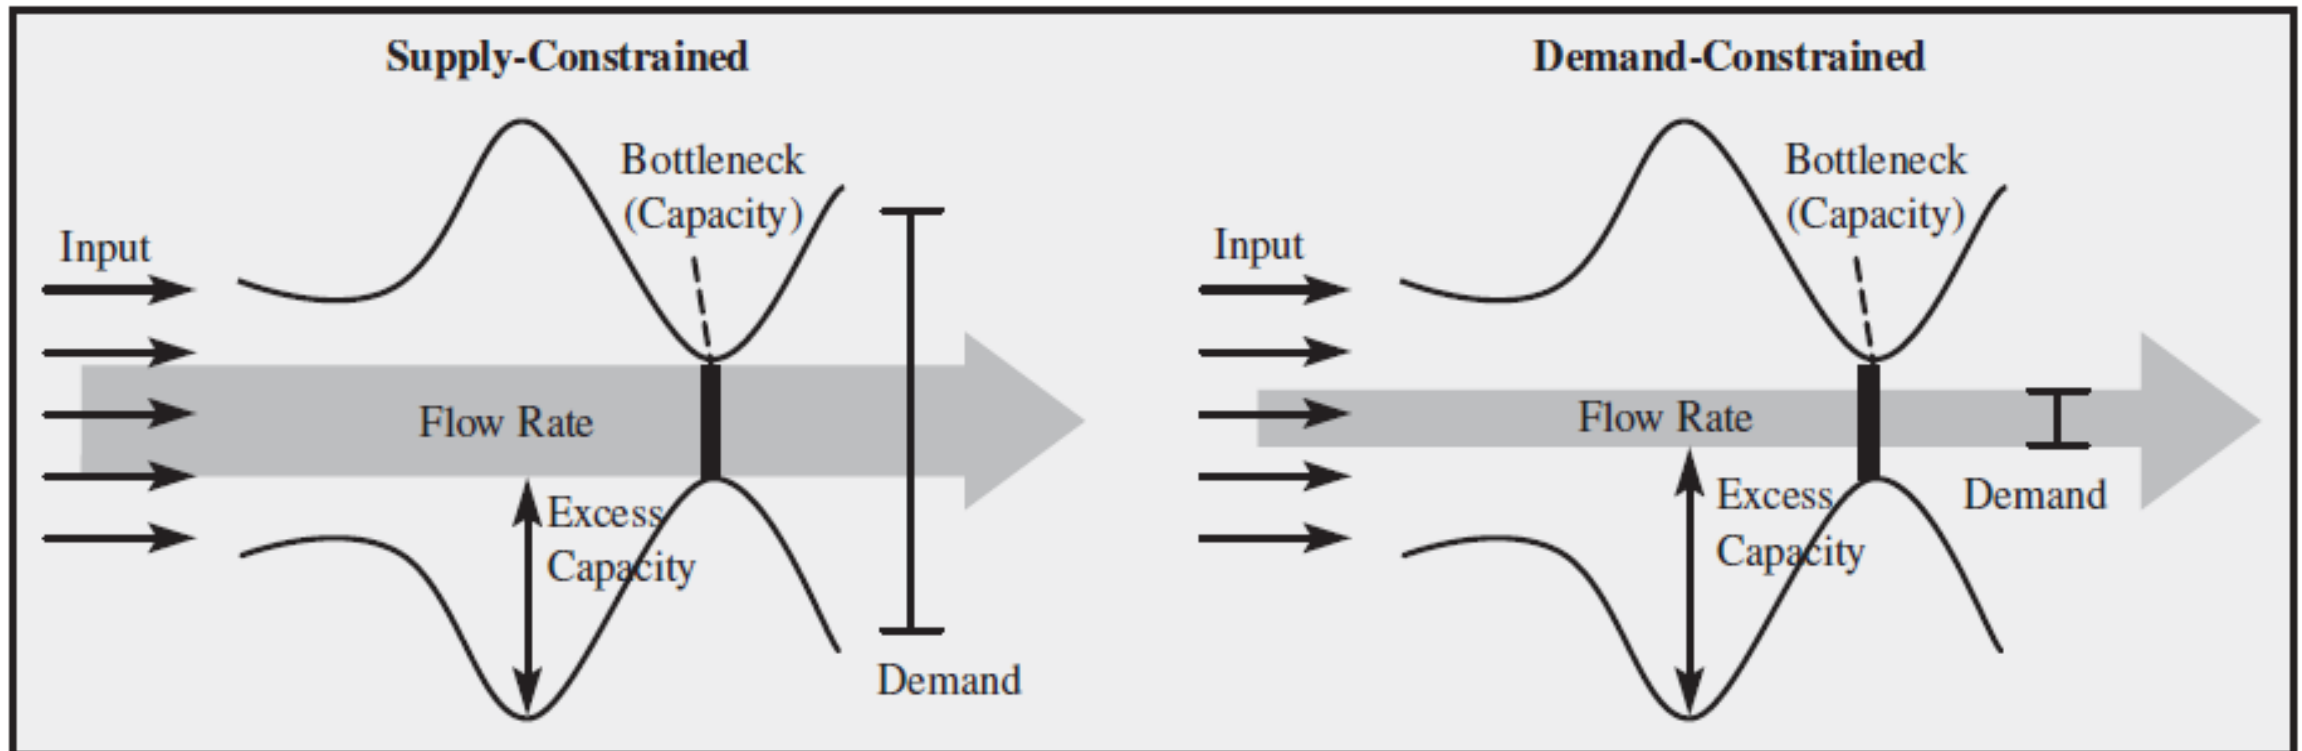 Supply-Constrained
Bottleneck
(Capacity)
Input
Flow Rate
Excess
Capacity
Demand
Demand-Constrained
Bottleneck
(Capacity)
Input
Flow Rate
Excess
Capacity
Demand